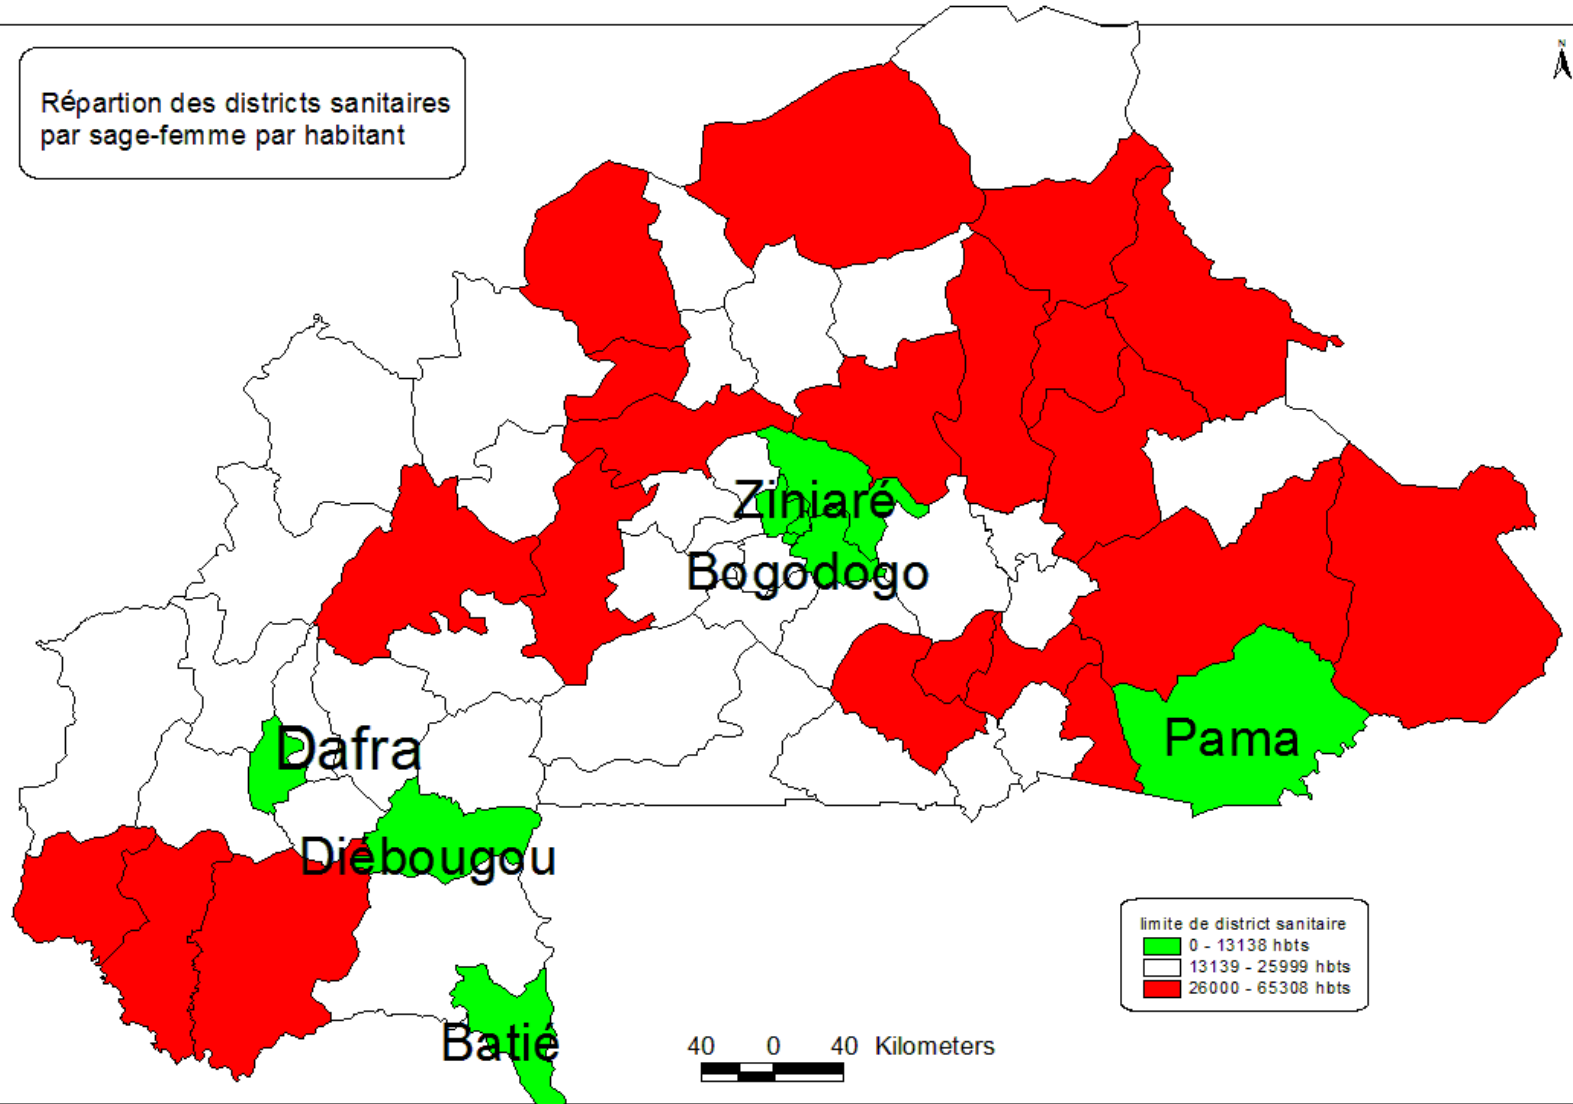 N
Répartion des districts sanitaires
par sage-femme par habitant
Ziniaré
Bogodogo
Dafra
Pama
Diébougou
limite de district sanitaire
0 - 13138 hbts
13139 - 25999 hbts
26000 - 65308 hbts
Batié
40 0 40 Kilometers